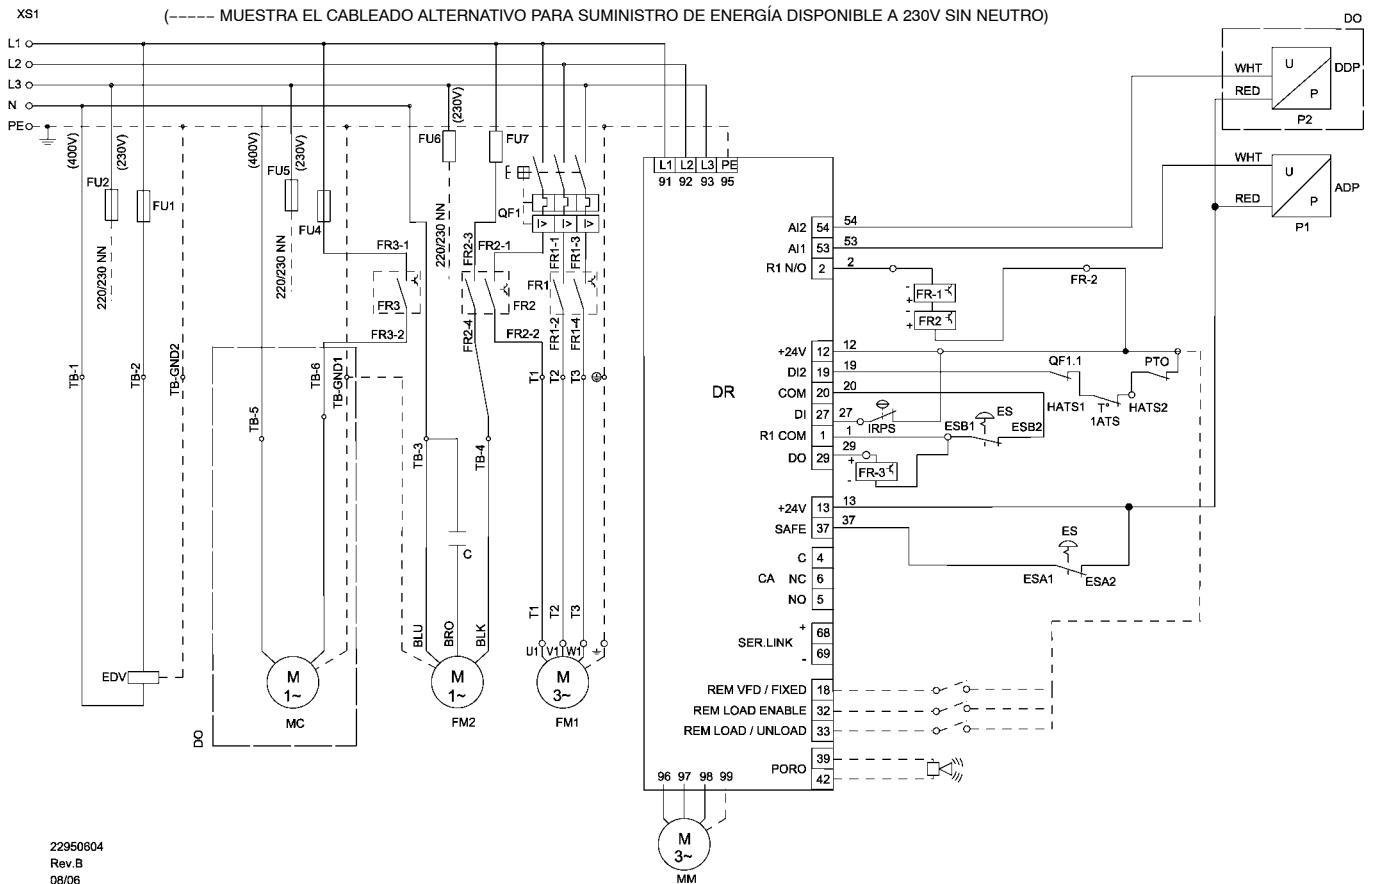 XS1
(----- MUESTRA EL CABLEADO ALTERNATIVO PARA SUMINISTRO DE ENERGÍA DISPONIBLE A 230V SIN NEUTRO)
DO
L1
L2
L3
N
PE
WHT
RED
U
P
DDP
P2
WHT
RED
U
P
ADP
P1
(400V)
(230V)
(400V)
(230V)
(230V)
FU2
FU1
FU5
FU4
FU6
FU7
QF1
I>
I>
I>
220/230 NN
220/230 NN
220/230 NN
FR3-1
FR3
FR3-2
FR2-3
FR2-1
FR2
FR2-4
FR2-2
FR1-1
FR1-3
FR1
FR1-2
FR1-4
TB-1
TB-2
TB-GND2
TB-5
TB-6
TB-GND1
TB-3
TB-4
T1
T2
T3
C
BLU
BRO
BLK
T1
T2
T3
U1
V1
W1
EDV
M
1~
MC
M
1~
FM2
M
3~
FM1
DO
L1
L2
L3
PE
91
92
93
95
DR
AI2
54
54
AI1
53
53
R1 N/O
2
2
FR-2
- + FR-1
- + FR2
+24V
12
12
DI2
19
19
QF1.1
PTO
COM
20
20
HATS1
T°
1ATS
HATS2
DI
27
27
IRPS
ES
R1 COM
1
1
ESB1
ESB2
DO
29
29
+
-
FR-3
+24V
13
13
SAFE
37
37
ES
ESA1
ESA2
C
4
CA
NC
6
NO
5
+
68
SER.LINK
-
69
REM VFD / FIXED
18
REM LOAD ENABLE
32
REM LOAD / UNLOAD
33
PORO
39
42
96
97
98
99
M
3~
MM
22950604
Rev.B
08/06